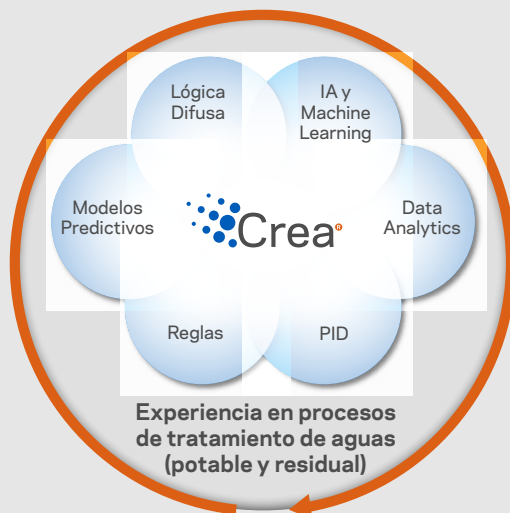 Lógica
Difusa
IA y
Machine
Learning
Modelos
Predictivos
Crea®
Data
Analytics
Reglas
PID
Experiencia en procesos
de tratamiento de aguas
(potable y residual)